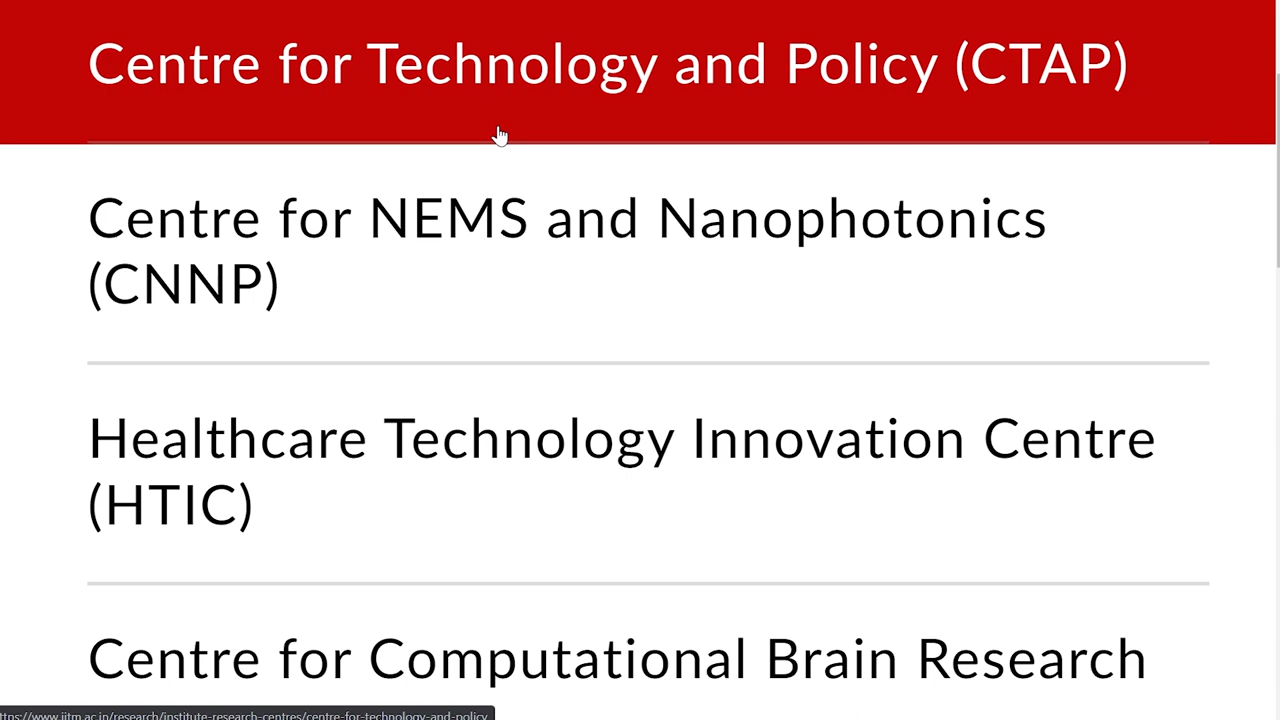 Centre for Technology and Policy (CTAP)
Centre for NEMS and Nanophotonics
(CNNP)
Healthcare Technology Innovation Centre
(HTIC)
Centre for Computational Brain Research
ttps://www.iitm.ac.in/research/institute-research-centres/centre-for-technology-and-policy